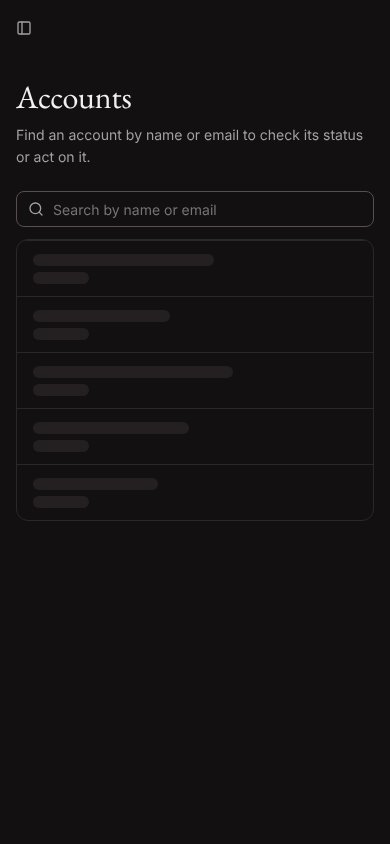 Accounts
Find an account by name or email to check its status
or act on it.
Search by name or email